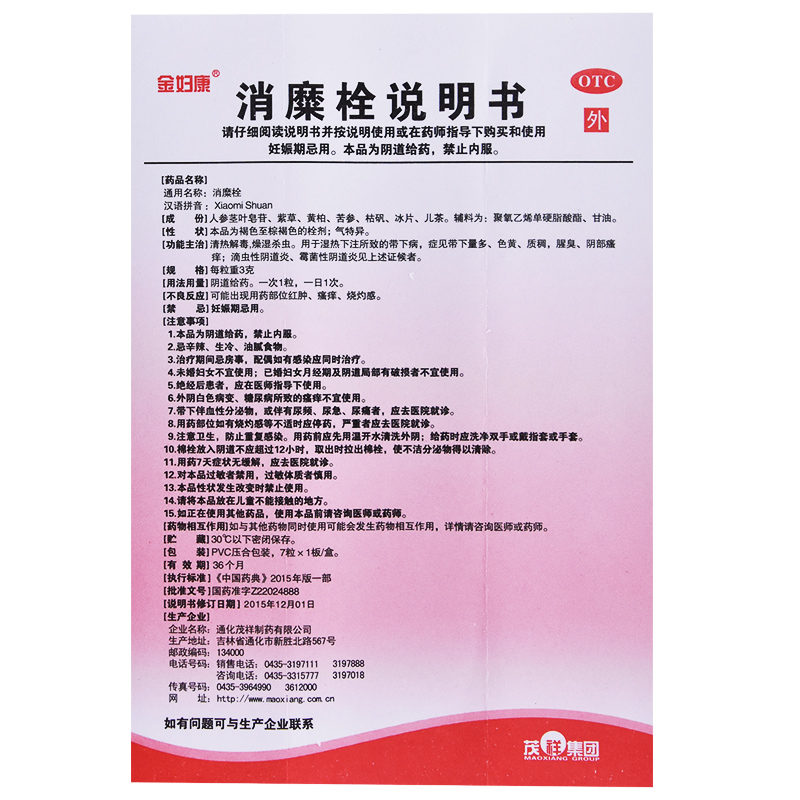 金妇康®
OTC
消糜栓说明书
外
请仔细阅读说明书并按说明使用或在药师指导下购买和使用
妊娠期忌用。本品为阴道给药，禁止内服。
[药品名称]
通用名称：消糜栓
汉语拼音：Xiaomi Shuan
[成 份]人参茎叶皂苷、紫草、黄柏、苦参、枯矾、冰片、儿茶。辅料为：聚氧乙烯单硬脂酸酯、甘油。
[性 状]本品为褐色至棕褐色的栓剂；气特异。
[功能主治]清热解毒,燥湿杀虫。用于湿热下注所致的带下病，症见带下量多、色黄、质稠，腥臭、阴部瘙
痒；滴虫性阴道炎、霉菌性阴道炎见上述证候者。
[规 格]每粒重3克
[用法用量]阴道给药。一次1粒，一日1次。
[不良反应]可能出现用药部位红肿、瘙痒、烧灼感。
[禁 忌]妊娠期忌用。
[注意事项]
1.本品为阴道给药，禁止内服。
2.忌辛辣、生冷、油腻食物。
3.治疗期间忌房事，配偶如有感染应同时治疗。
4.未婚妇女不宜使用；已婚妇女月经期及阴道局部有破损者不宜使用。
5.绝经后患者，应在医师指导下使用。
6.外阴白色病变、糖尿病所致的瘙痒不宜使用。
7.带下伴血性分泌物，或伴有尿频、尿急、尿痛者，应去医院就诊。
8.用药部位如有烧灼感等不适时应停药，严重者应去医院就诊。
9.注意卫生，防止重复感染。用药前应先用温开水清洗外阴；给药时应洗净双手或戴指套或手套。
10.棉栓放入阴道不应超过12小时，取出时拉出棉栓，使不洁分泌物得以清除。
11.用药7天症状无缓解，应去医院就诊。
12.对本品过敏者禁用，过敏体质者慎用。
13.本品性状发生改变时禁止使用。
14.请将本品放在儿童不能接触的地方。
15.如正在使用其他药品，使用本品前请咨询医师或药师。
[药物相互作用]如与其他药物同时使用可能会发生药物相互作用，详情请咨询医师或药师。
[贮 藏]30℃以下密闭保存。
[包 装]PVC压合包装，7粒×1板/盒。
[有 效 期]36个月
[执行标准]《中国药典》2015年版一部
[批准文号]国药准字Z22024888
[说明书修订日期]2015年12月01日
[生产企业]
企业名称：通化茂祥制药有限公司
生产地址：吉林省通化市新胜北路567号
邮政编码：134000
电话号码：销售电话：0435-3197111 3197888
咨询电话：0435-3315777 3197018
传真号码：0435-3964990 3612000
网 址：http://www.maoxiang.com.cn
如有问题可与生产企业联系
茂祥集团
MAOXIANG GROUP